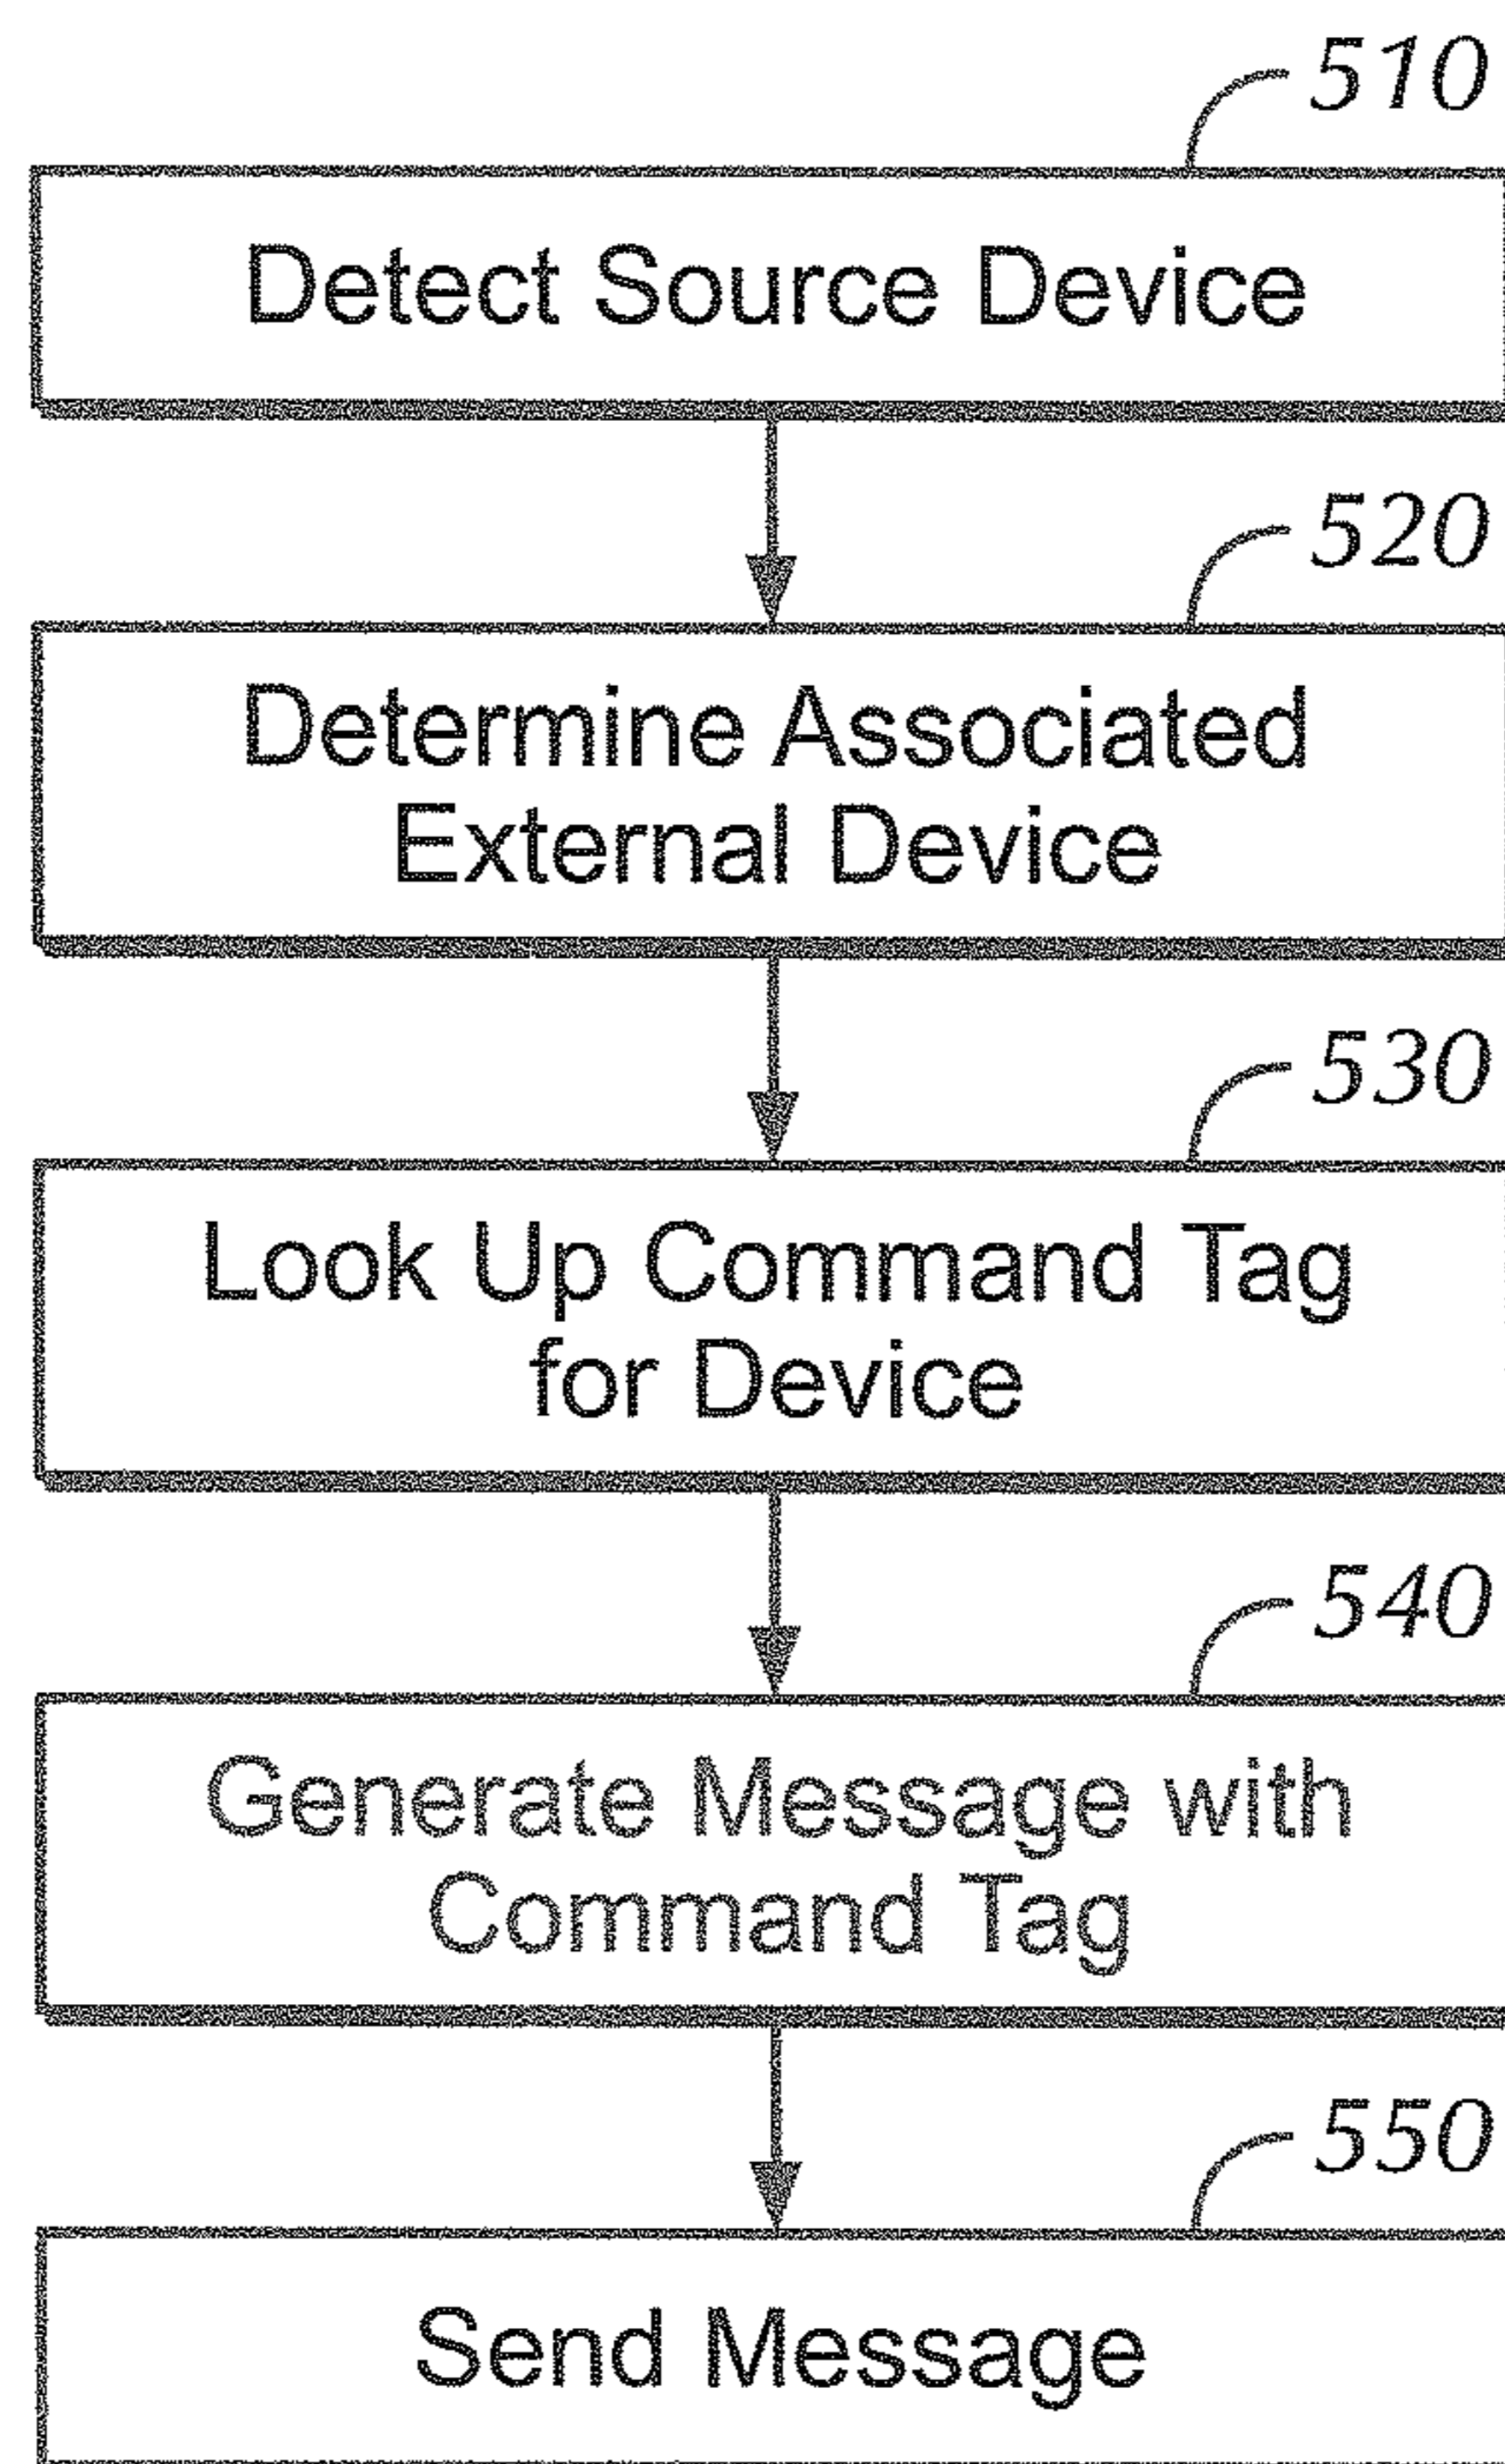 510
Detect Source Device
520
Determine Associated
External Device
530
Look Up Command Tag
for Device
540
Generate Message with
Command Tag
550
Send Message